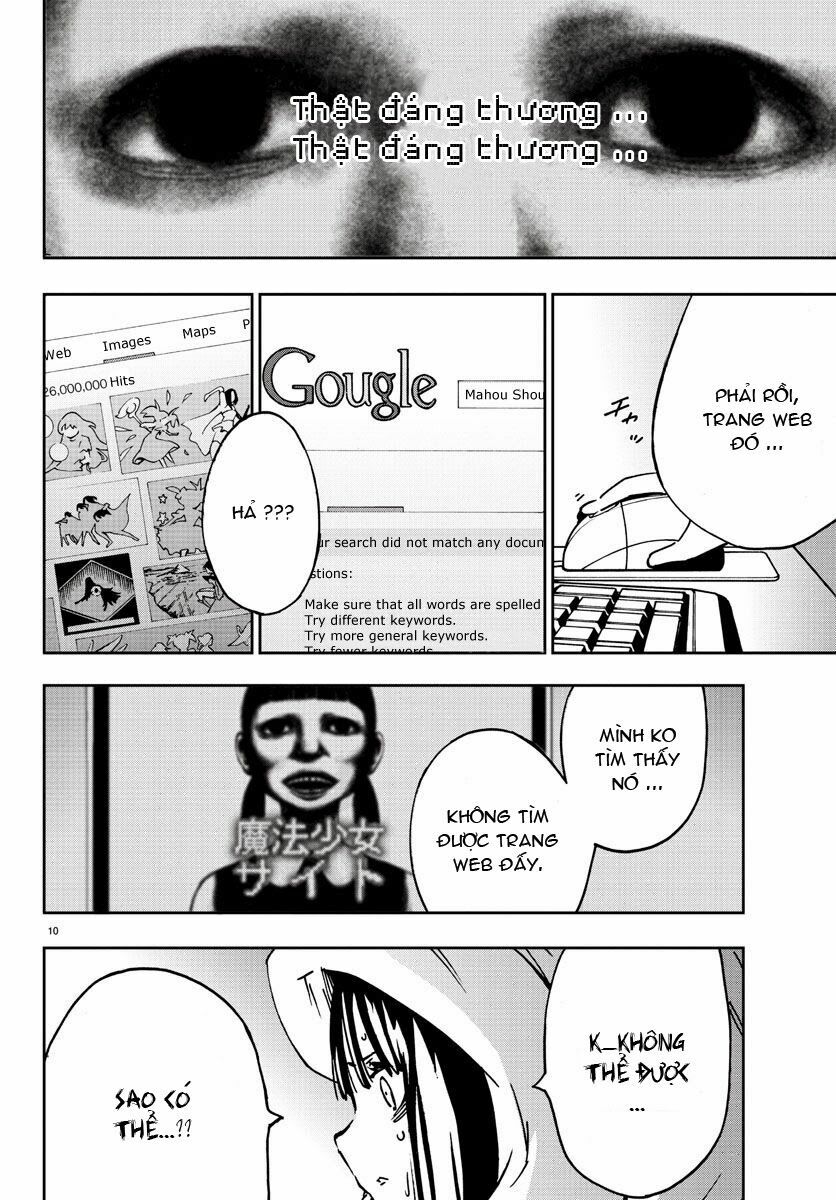 Thật đáng thương ...
Thật đáng thương ...
PHẢI RỒI,
TRANG WEB
ĐÓ ...
Gougle
Mahou Shou
ur search did not match any docum
stions:
Make sure that all words are spelled
Try different keywords.
Try more general keywords.
Try fewer keywords.
Web Images Maps P
26,000,000 Hits
HẢ ???
MÌNH KO
TÌM THẤY
NÓ ...
KHÔNG TÌM
ĐƯỢC TRANG
WEB ĐẤY.
魔法少女
サイト
10
K_KHÔNG
THỂ ĐƯỢC
...
SAO CÓ
THỂ...??